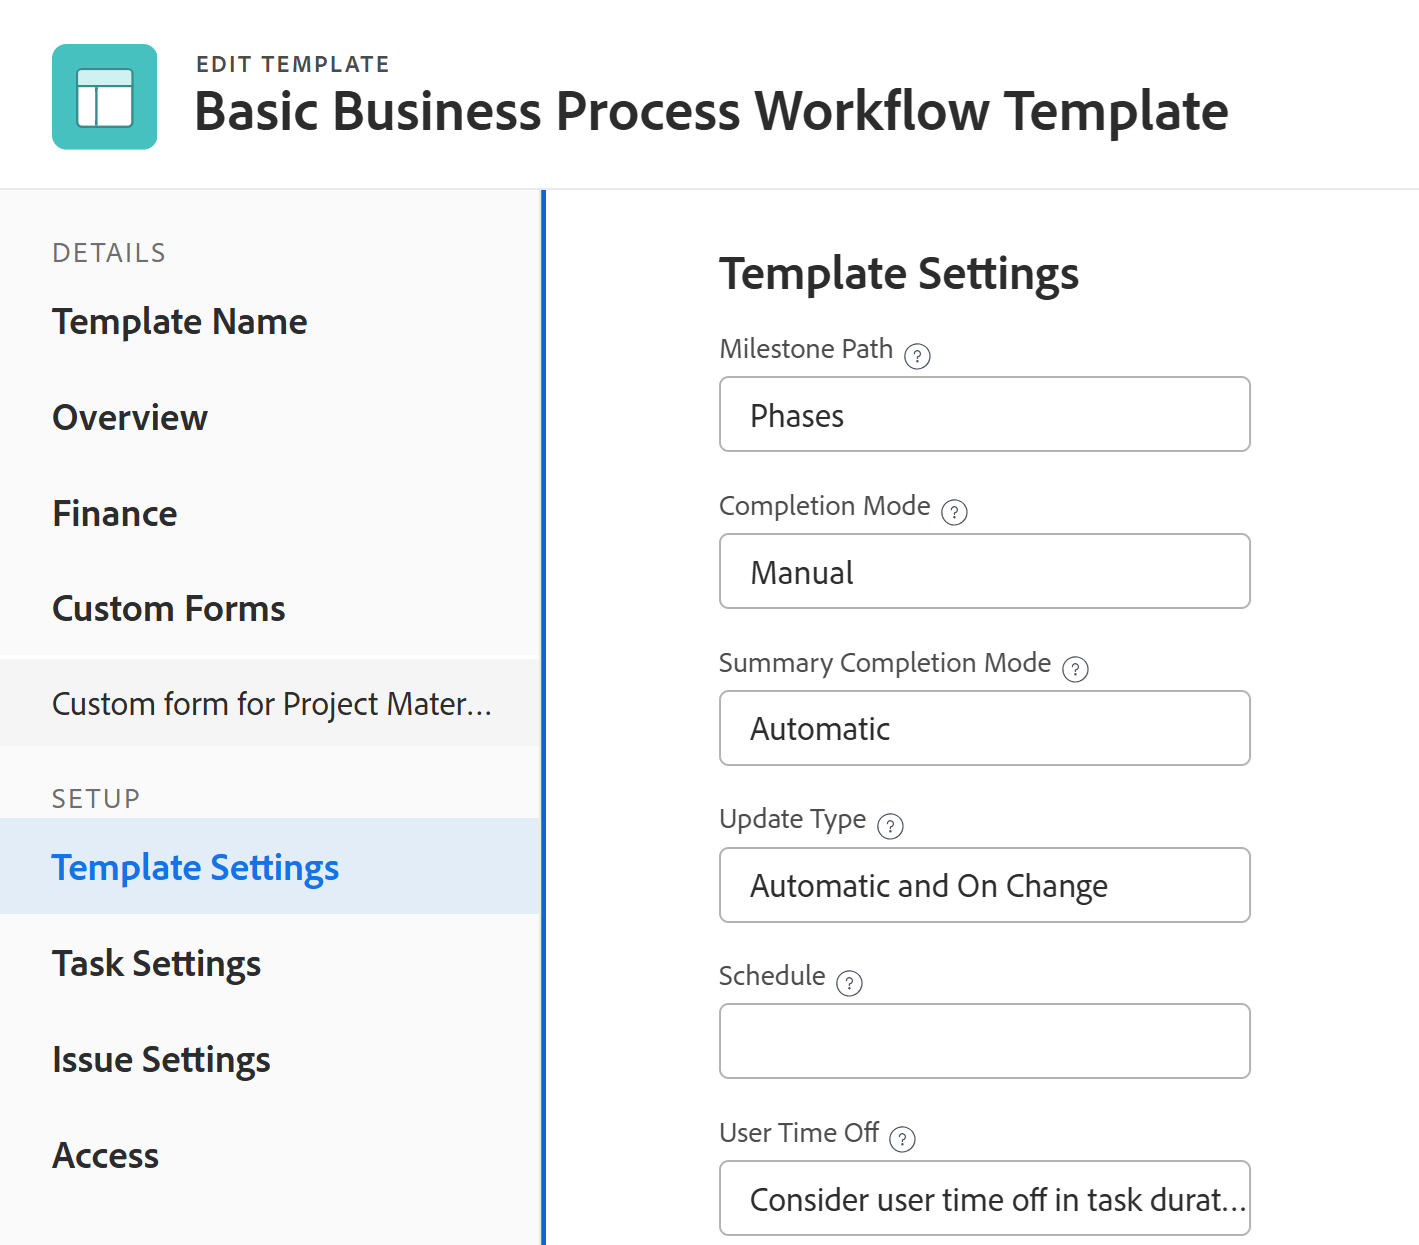 EDIT TEMPLATE
Basic Business Process Workflow Template
DETAILS
Template Name
Overview
Finance
Custom Forms
Custom form for Project Mater...
SETUP
Template Settings
Task Settings
Issue Settings
Access
Template Settings
Milestone Path ?
Phases
Completion Mode ?
Manual
Summary Completion Mode ?
Automatic
Update Type ?
Automatic and On Change
Schedule ?
User Time Off ?
Consider user time off in task durat...